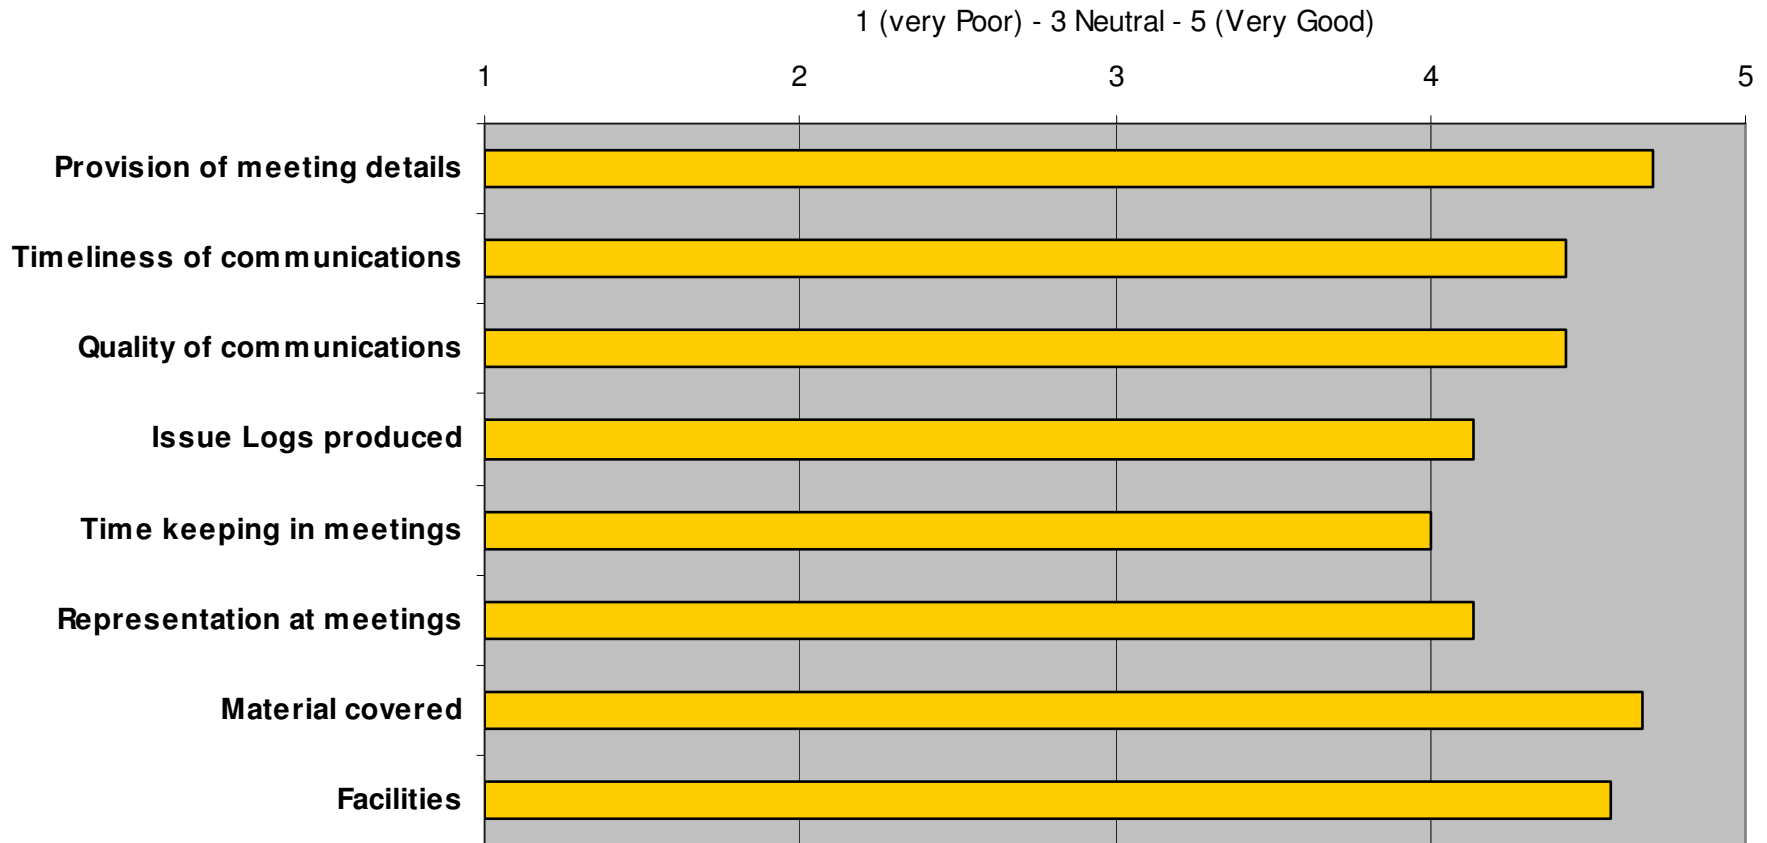 1 (very Poor) - 3 Neutral - 5 (Very Good)
1 2 3 4 5
Provision of meeting details
Timeliness of communications
Quality of communications
Issue Logs produced
Time keeping in meetings
Representation at meetings
Material covered
Facilities